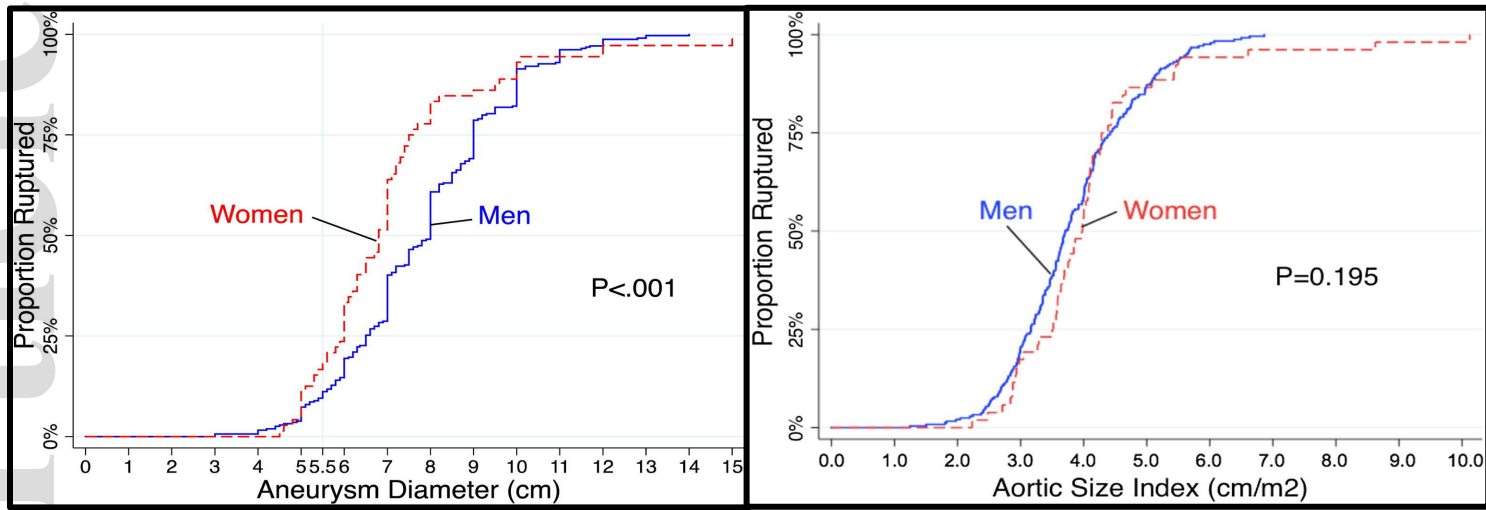 Proportion Ruptured
100%
75%
50%
25%
0%
Women
Men
P<.001
0 1 2 3 4 5 5.5 6 7 8 9 10 11 12 13 14 15
Aneurysm Diameter (cm)
Proportion Ruptured
100%
75%
50%
25%
0%
Men
Women
P=0.195
0.0 1.0 2.0 3.0 4.0 5.0 6.0 7.0 8.0 9.0 10.0
Aortic Size Index (cm/m2)